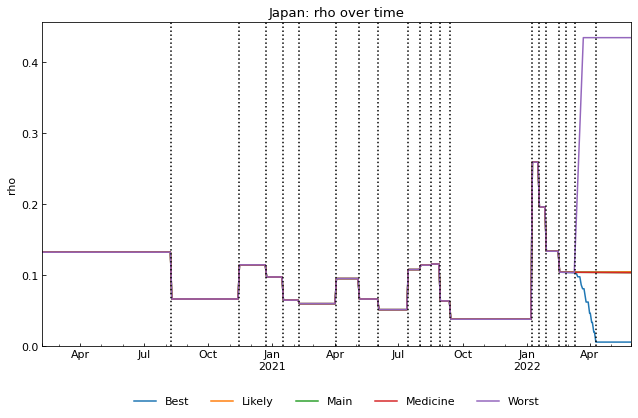 Japan: rho over time
0.4
0.3
0.2
0.1
0.0
rho
Apr Jul Oct Jan Apr Jul Oct Jan Apr
2021 2022
Best Likely Main Medicine Worst